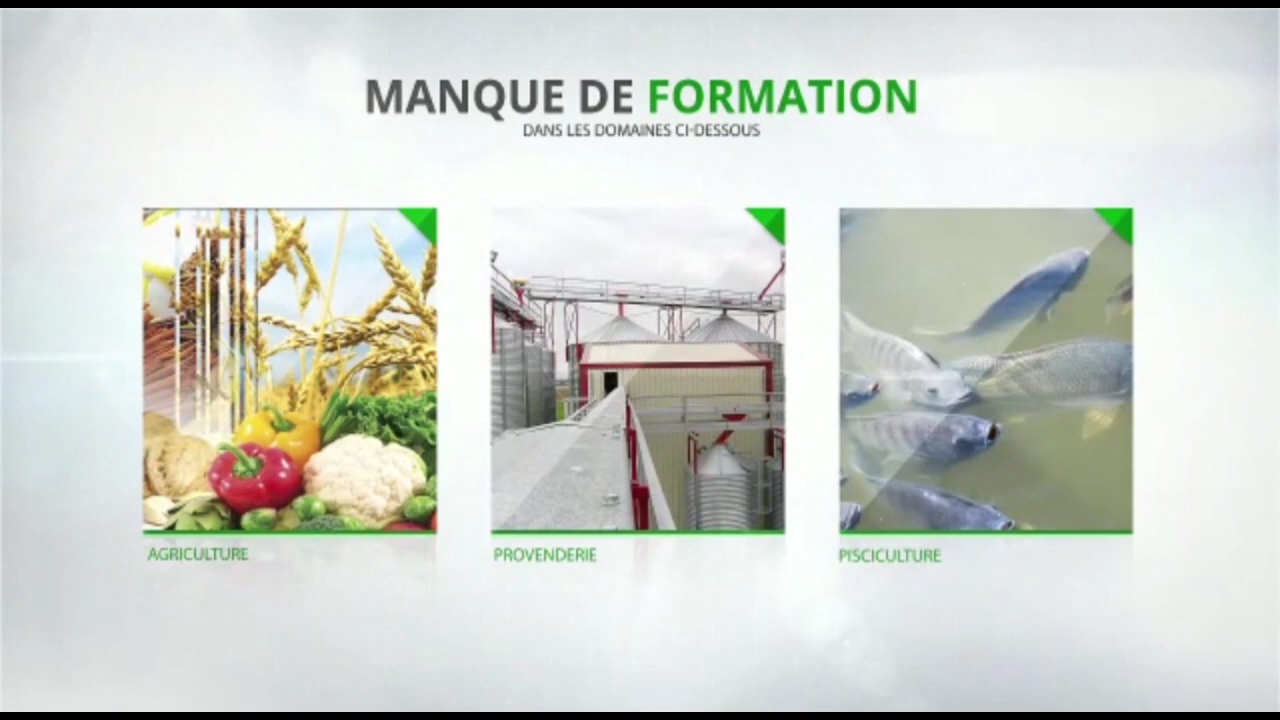 MANQUE DE FORMATION
DANS LES DOMAINES CI-DESSOUS
AGRICULTURE
PROVENDERIE
PISCICULTURE